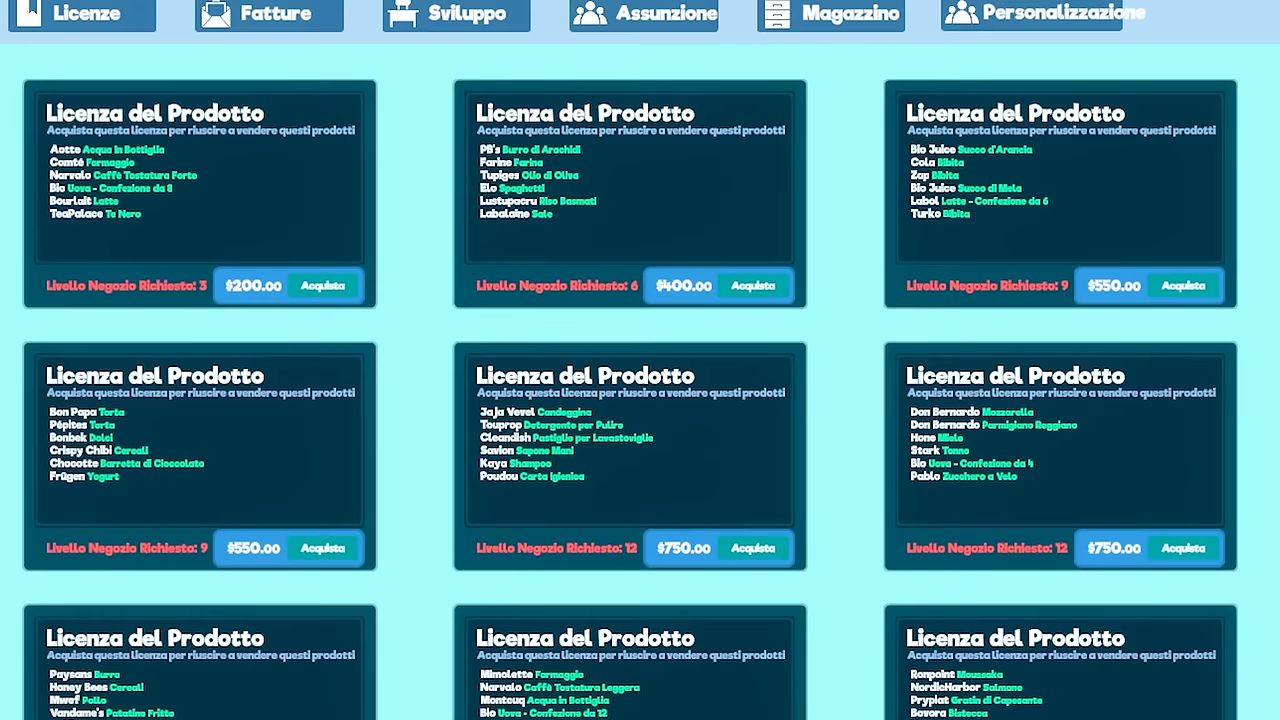 Licenze
Fatture
Sviluppo
Assunzione
Magazzino
Personalizzazione
Licenza del Prodotto
Acquista questa licenza per riuscire a vendere questi prodotti
Aotte Acqua in Bottiglia
Comté Formaggio
Narvalo Caffè Tostatura Forte
Bio Uova - Confezione da 8
Bourlait Latte
TeaPalace Te Nero
Livello Negozio Richiesto: 3
$200.00
Acquista
Licenza del Prodotto
Acquista questa licenza per riuscire a vendere questi prodotti
PB's Burro di Arachidi
Farine Farina
Tupiges Olio di Oliva
Elo Spaghetti
Lustupacru Riso Basmati
Labalaine Sale
Livello Negozio Richiesto: 6
$400.00
Acquista
Licenza del Prodotto
Acquista questa licenza per riuscire a vendere questi prodotti
Bio Juice Succo d'Arancia
Cola Bibita
Zap Bibita
Bio Juice Succo di Mela
Labol Latte - Confezione da 6
Turko Bibita
Livello Negozio Richiesto: 9
$550.00
Acquista
Licenza del Prodotto
Acquista questa licenza per riuscire a vendere questi prodotti
Bon Papa Torta
Pépites Torta
Bonbek Dolci
Crispy Chibi Cereali
Chocotte Barretta di Cioccolato
Frügen Yogurt
Livello Negozio Richiesto: 9
$550.00
Acquista
Licenza del Prodotto
Acquista questa licenza per riuscire a vendere questi prodotti
Jaja Vevel Candeggina
Touprop Detergente per Pulire
Cleandish Pastiglie per Lavastoviglie
Savion Sapone Mani
Kaya Shampoo
Poudou Carta Igienica
Livello Negozio Richiesto: 12
$750.00
Acquista
Licenza del Prodotto
Acquista questa licenza per riuscire a vendere questi prodotti
Don Bernardo Mozzarella
Don Bernardo Parmigiano Reggiano
Hone Miele
Stark Tonno
Bio Uova - Confezione da 4
Pablo Zucchero a Velo
Livello Negozio Richiesto: 12
$750.00
Acquista
Licenza del Prodotto
Acquista questa licenza per riuscire a vendere questi prodotti
Paysans Burro
Honey Bees Cereali
Mwef Pollo
Vandame's Patatine Fritte
Licenza del Prodotto
Acquista questa licenza per riuscire a vendere questi prodotti
Mimolette Formaggio
Narvalo Caffè Tostatura Leggera
Montcuq Acqua in Bottiglia
Bio Uova - Confezione da 12
Licenza del Prodotto
Acquista questa licenza per riuscire a vendere questi prodotti
Ronpoint Moussaka
NordicHarbor Salmone
Prypiat Gratin di Capesante
Bovora Bistecca